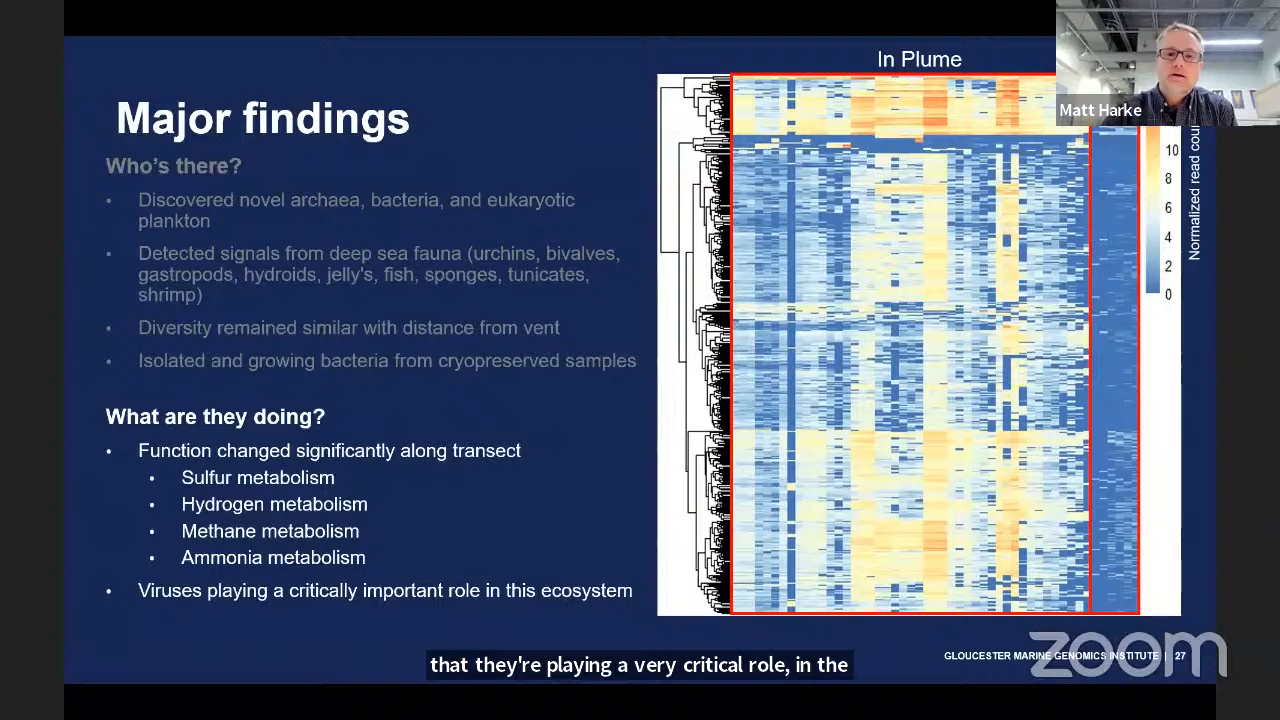 In Plume
Matt Harke
Major findings
Who's there?
• Discovered novel archaea, bacteria, and eukaryotic
plankton
• Detected signals from deep sea fauna (urchins, bivalves,
gastropods, hydroids, jelly's, fish, sponges, tunicates,
shrimp)
• Diversity remained similar with distance from vent
• Isolated and growing bacteria from cryopreserved samples
What are they doing?
• Function changed significantly along transect
• Sulfur metabolism
• Hydrogen metabolism
• Methane metabolism
• Ammonia metabolism
• Viruses playing a critically important role in this ecosystem
10
8
6
4
2
0
Normalized read cou
that they're playing a very critical role, in the
GLOUCESTER MARINE GENOMICS INSTITUTE | 27
zoom